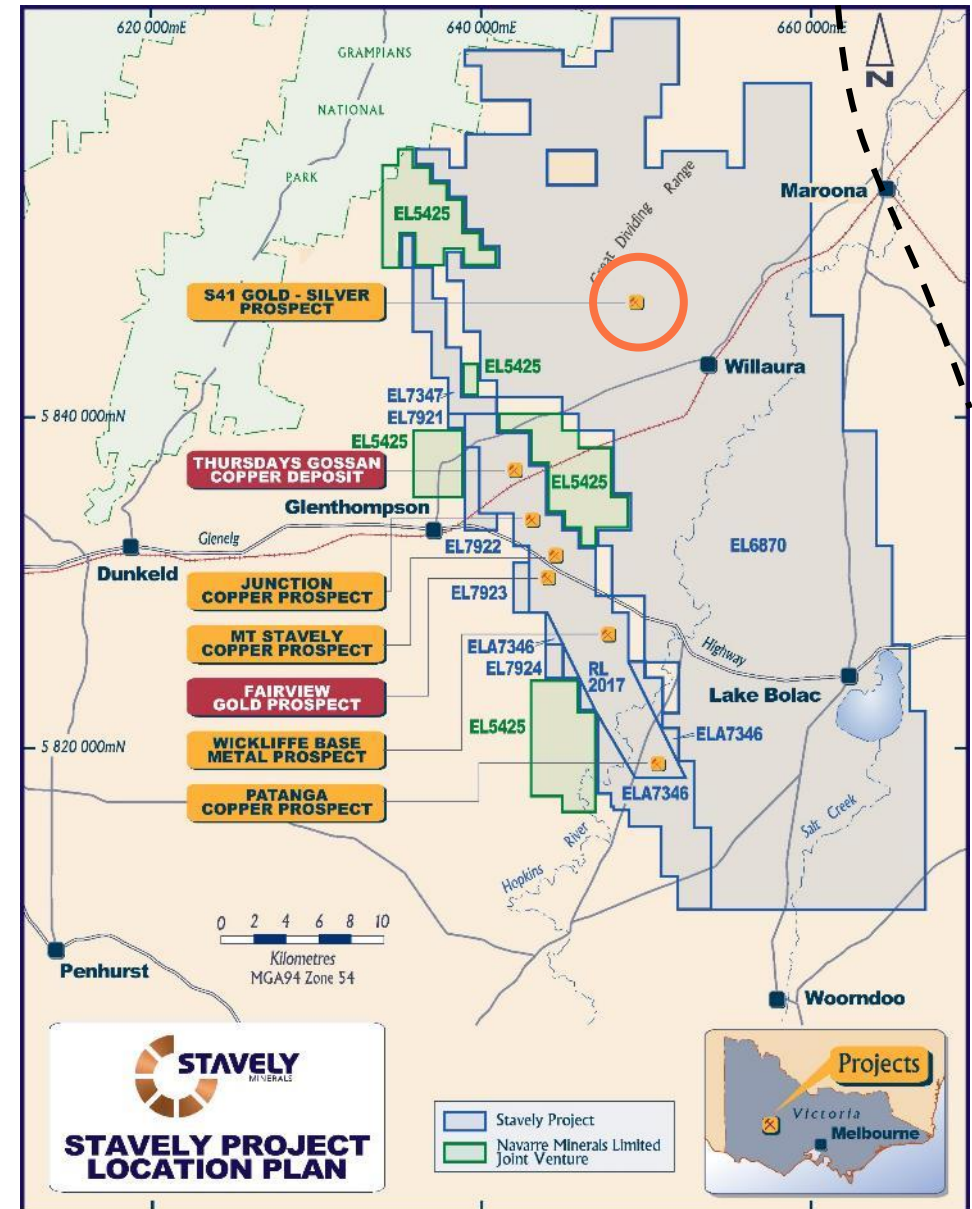 620 000mE
640 000mE
660 000mE
GRAMPIANS
NATIONAL
PARK
N
Maroona
Great Dividing Range
EL5425
S41 GOLD - SILVER
PROSPECT
Willaura
EL5425
EL7347
EL7921
5 840 000mN
EL5425
THURSDAYS GOSSAN
COPPER DEPOSIT
EL5425
Glenthompson
Glenelg
EL7922
EL6870
Dunkeld
JUNCTION
COPPER PROSPECT
EL7923
MT STAVELY
COPPER PROSPECT
ELA7346
Highway
EL7924
RL
2017
FAIRVIEW
GOLD PROSPECT
Lake Bolac
EL5425
ELA7346
WICKLIFFE BASE
METAL PROSPECT
5 820 000mN
PATANGA
COPPER PROSPECT
ELA7346
Salt Creek
Hopkins River
0 2 4 6 8 10
Kilometres
MGA94 Zone 54
Penhurst
Woorndoo
STAVELY
MINERALS
STAVELY PROJECT
LOCATION PLAN
Stavely Project
Navarre Minerals Limited
Joint Venture
Projects
Victoria
Melbourne